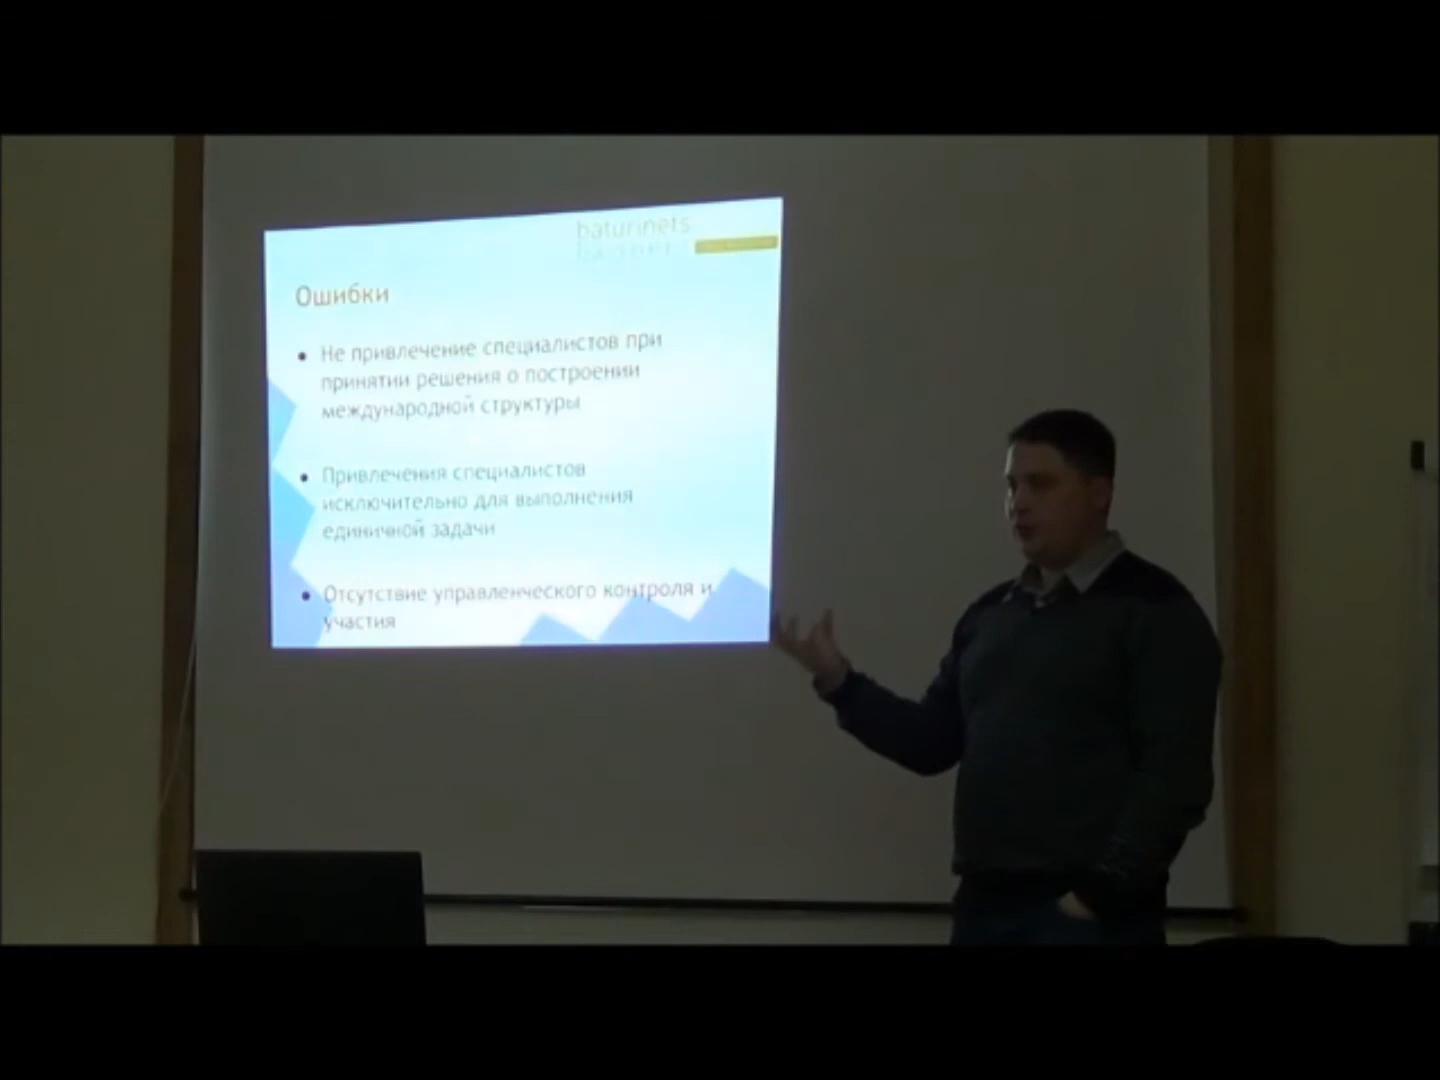 baturinets
Ошибки
• Не привлечение специалистов при
принятии решения о построении
международной структуры
• Привлечения специалистов
исключительно для выполнения
единичной задачи
• Отсутствие управленческого контроля и
участия